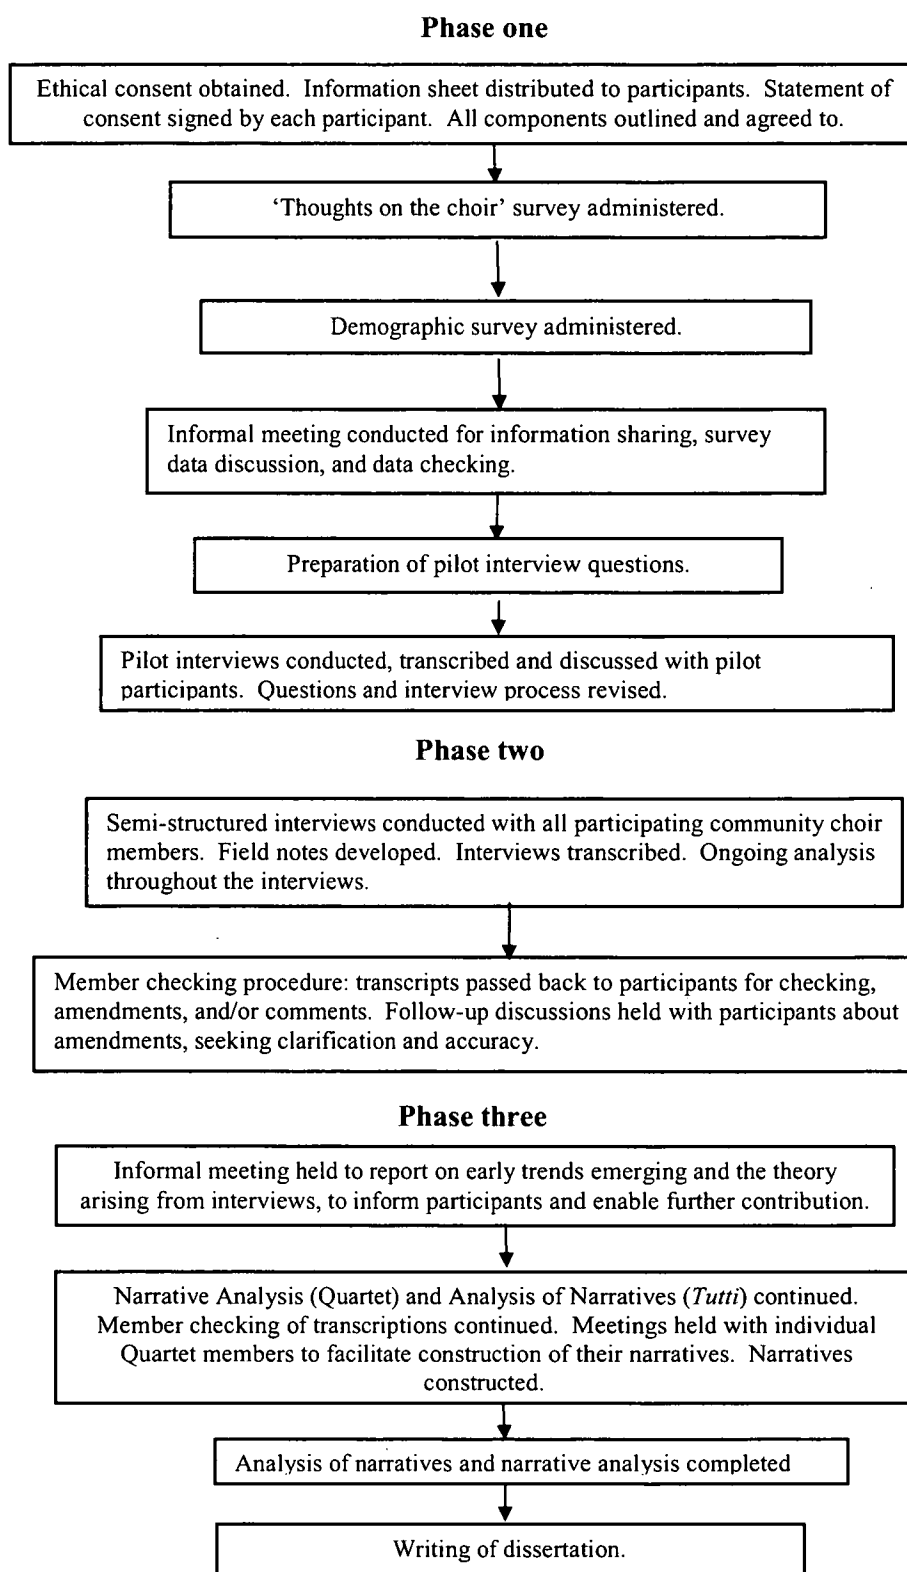 Phase one
Ethical consent obtained.  Information sheet distributed to participants.  Statement of
consent signed by each participant.  All components outlined and agreed to.
‘Thoughts on the choir’ survey administered.
Demographic survey administered.
Informal meeting conducted for information sharing, survey
data discussion, and data checking.
Preparation of pilot interview questions.
Pilot interviews conducted, transcribed and discussed with pilot
participants.  Questions and interview process revised.
Phase two
Semi-structured interviews conducted with all participating community choir
members.  Field notes developed.  Interviews transcribed.  Ongoing analysis
throughout the interviews.
Member checking procedure: transcripts passed back to participants for checking,
amendments, and/or comments.  Follow-up discussions held with participants about
amendments, seeking clarification and accuracy.
Phase three
Informal meeting held to report on early trends emerging and the theory
arising from interviews, to inform participants and enable further contribution.
Narrative Analysis (Quartet) and Analysis of Narratives (Tutti) continued.
Member checking of transcriptions continued.  Meetings held with individual
Quartet members to facilitate construction of their narratives.  Narratives
constructed.
Analysis of narratives and narrative analysis completed
Writing of dissertation.